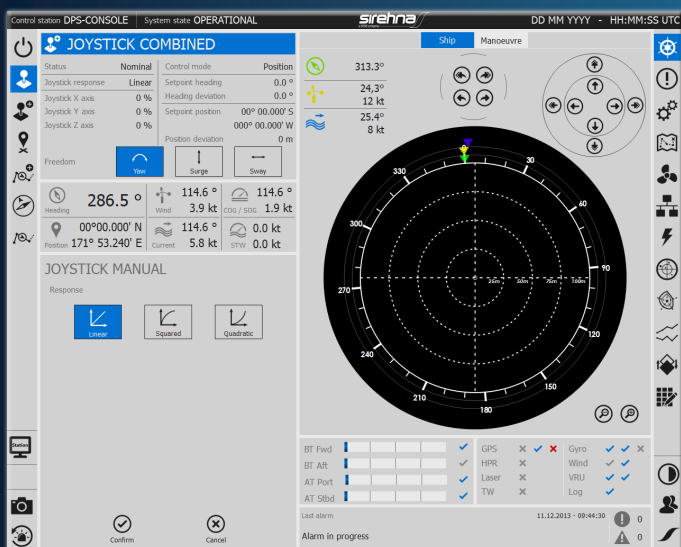 Control station DPS-CONSOLE System state OPERATIONAL sirehna DD MM YYYY - HH:MM:SS UTC
JOYSTICK COMBINED
Status Nominal
Joystick response Linear
Joystick X axis 0 %
Joystick Y axis 0 %
Joystick Z axis 0 %
Control mode Position
Setpoint heading 0.0 °
Heading deviation 0.0 °
Setpoint position 00° 00.000' S
000° 00.000' W
Position deviation 0 m
Freedom
Yaw Surge Sway
Heading 286.5 °
Wind 114.6 °
3.9 kt
COG / SOG 114.6 °
1.9 kt
Position 00°00.000' N
171° 53.240' E
Current 114.6 °
5.8 kt
STW 0.0 kt
0.0 kt
JOYSTICK MANUAL
Response
Linear Squared Quadratic
Confirm Cancel
Station
Ship Manoeuvre
313.3°
24,3°
12 kt
25.4°
8 kt
0
30
60
90
120
150
180
210
240
270
300
330
25m 50m 75m 100m
BT Fwd
BT Aft
AT Port
AT Stbd
GPS
HPR
Laser
TW
Gyro
Wind
VRU
Log
Last alarm 11.12.2013 - 09:44:30 0
Alarm in progress 0